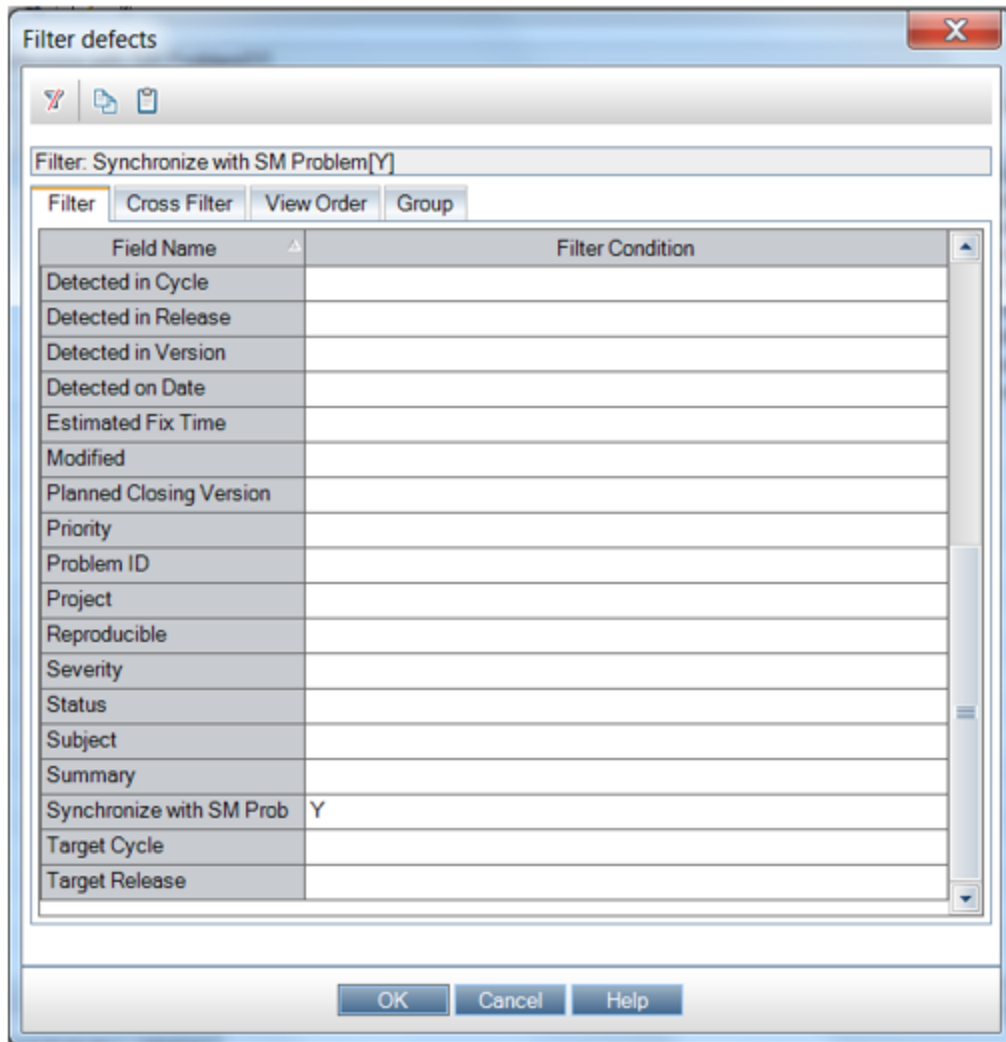 Filter defects
Filter: Synchronize with SM Problem[Y]
Filter Cross Filter View Order Group
Field Name Filter Condition
Detected in Cycle
Detected in Release
Detected in Version
Detected on Date
Estimated Fix Time
Modified
Planned Closing Version
Priority
Problem ID
Project
Reproducible
Severity
Status
Subject
Summary
Synchronize with SM Prob Y
Target Cycle
Target Release
OK Cancel Help